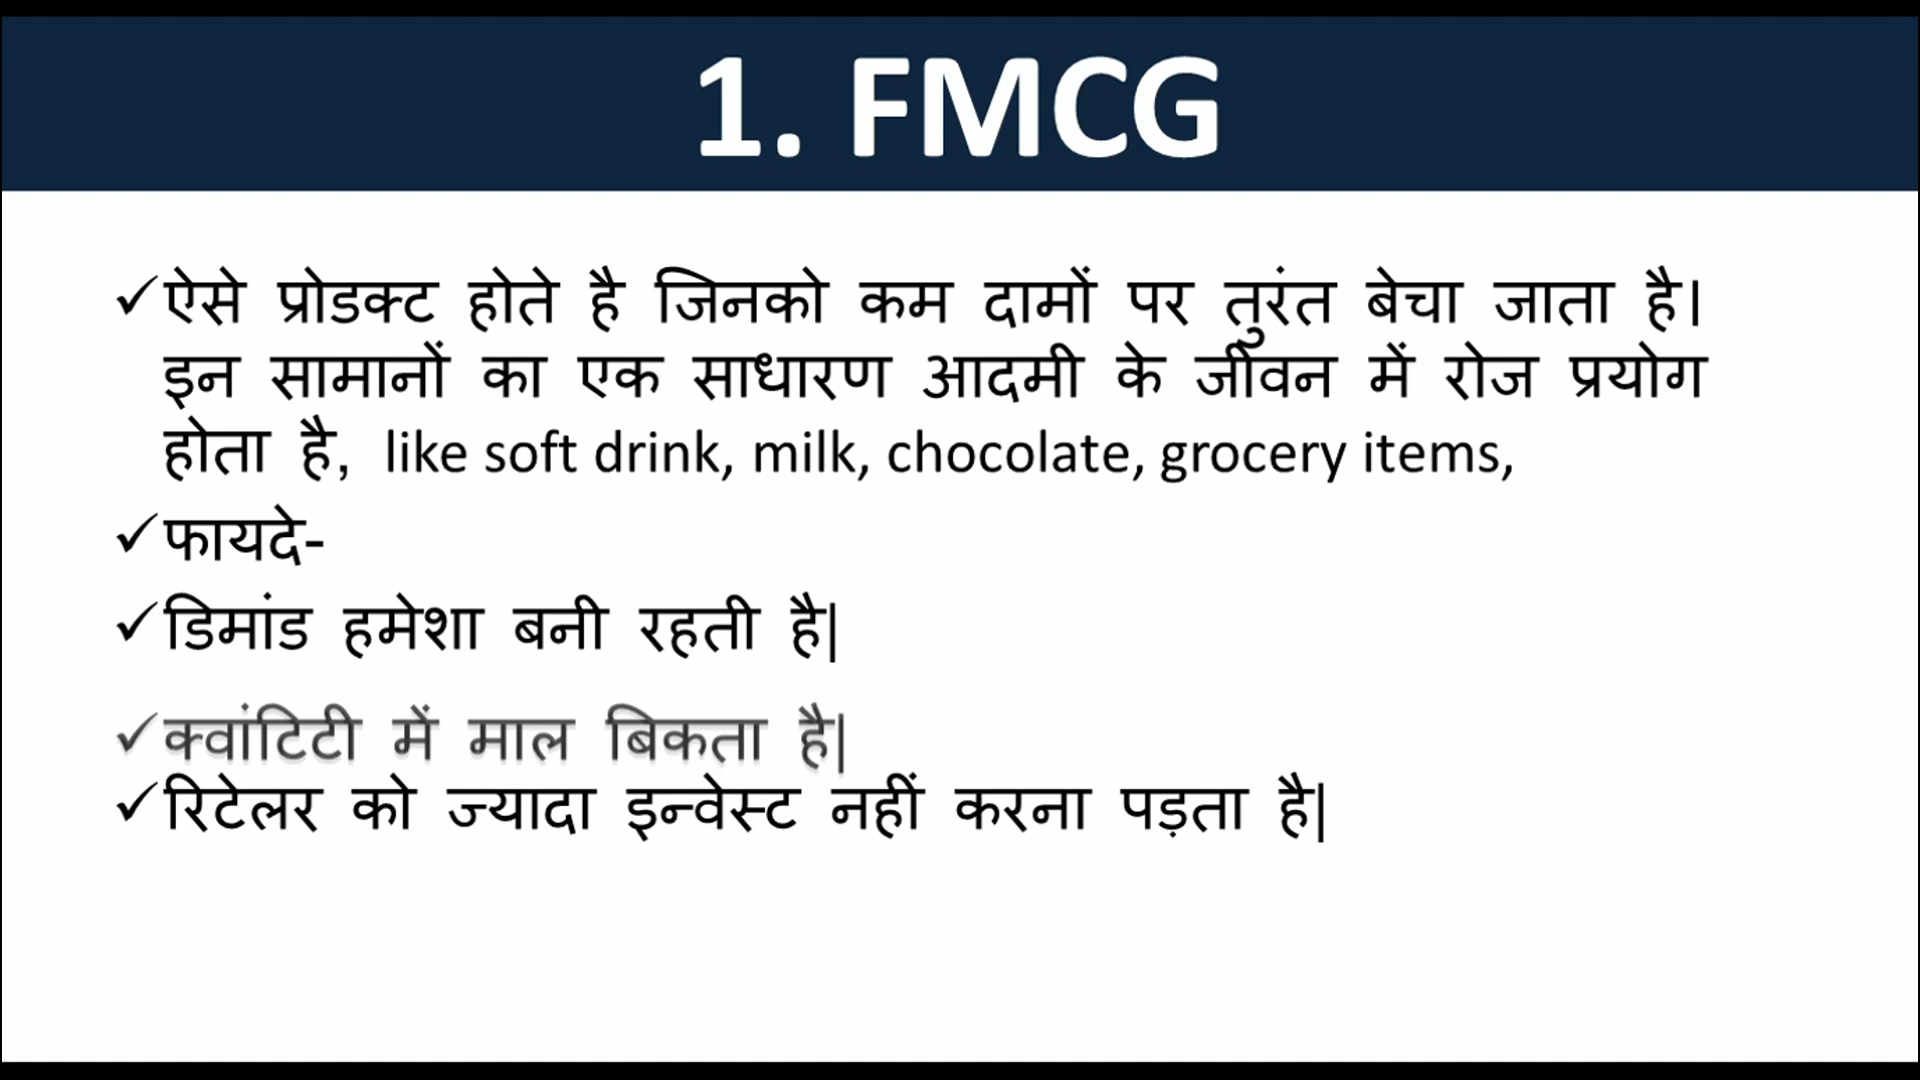 1. FMCG
✓ऐसे प्रोडक्ट होते है जिनको कम दामों पर तुरंत बेचा जाता है।
इन सामानों का एक साधारण आदमी के जीवन में रोज प्रयोग
होता है, like soft drink, milk, chocolate, grocery items,
✓फायदे-
✓डिमांड हमेशा बनी रहती है|
✓क्वांटिटी में माल बिकता है|
✓रिटेलर को ज्यादा इन्वेस्ट नहीं करना पड़ता है|